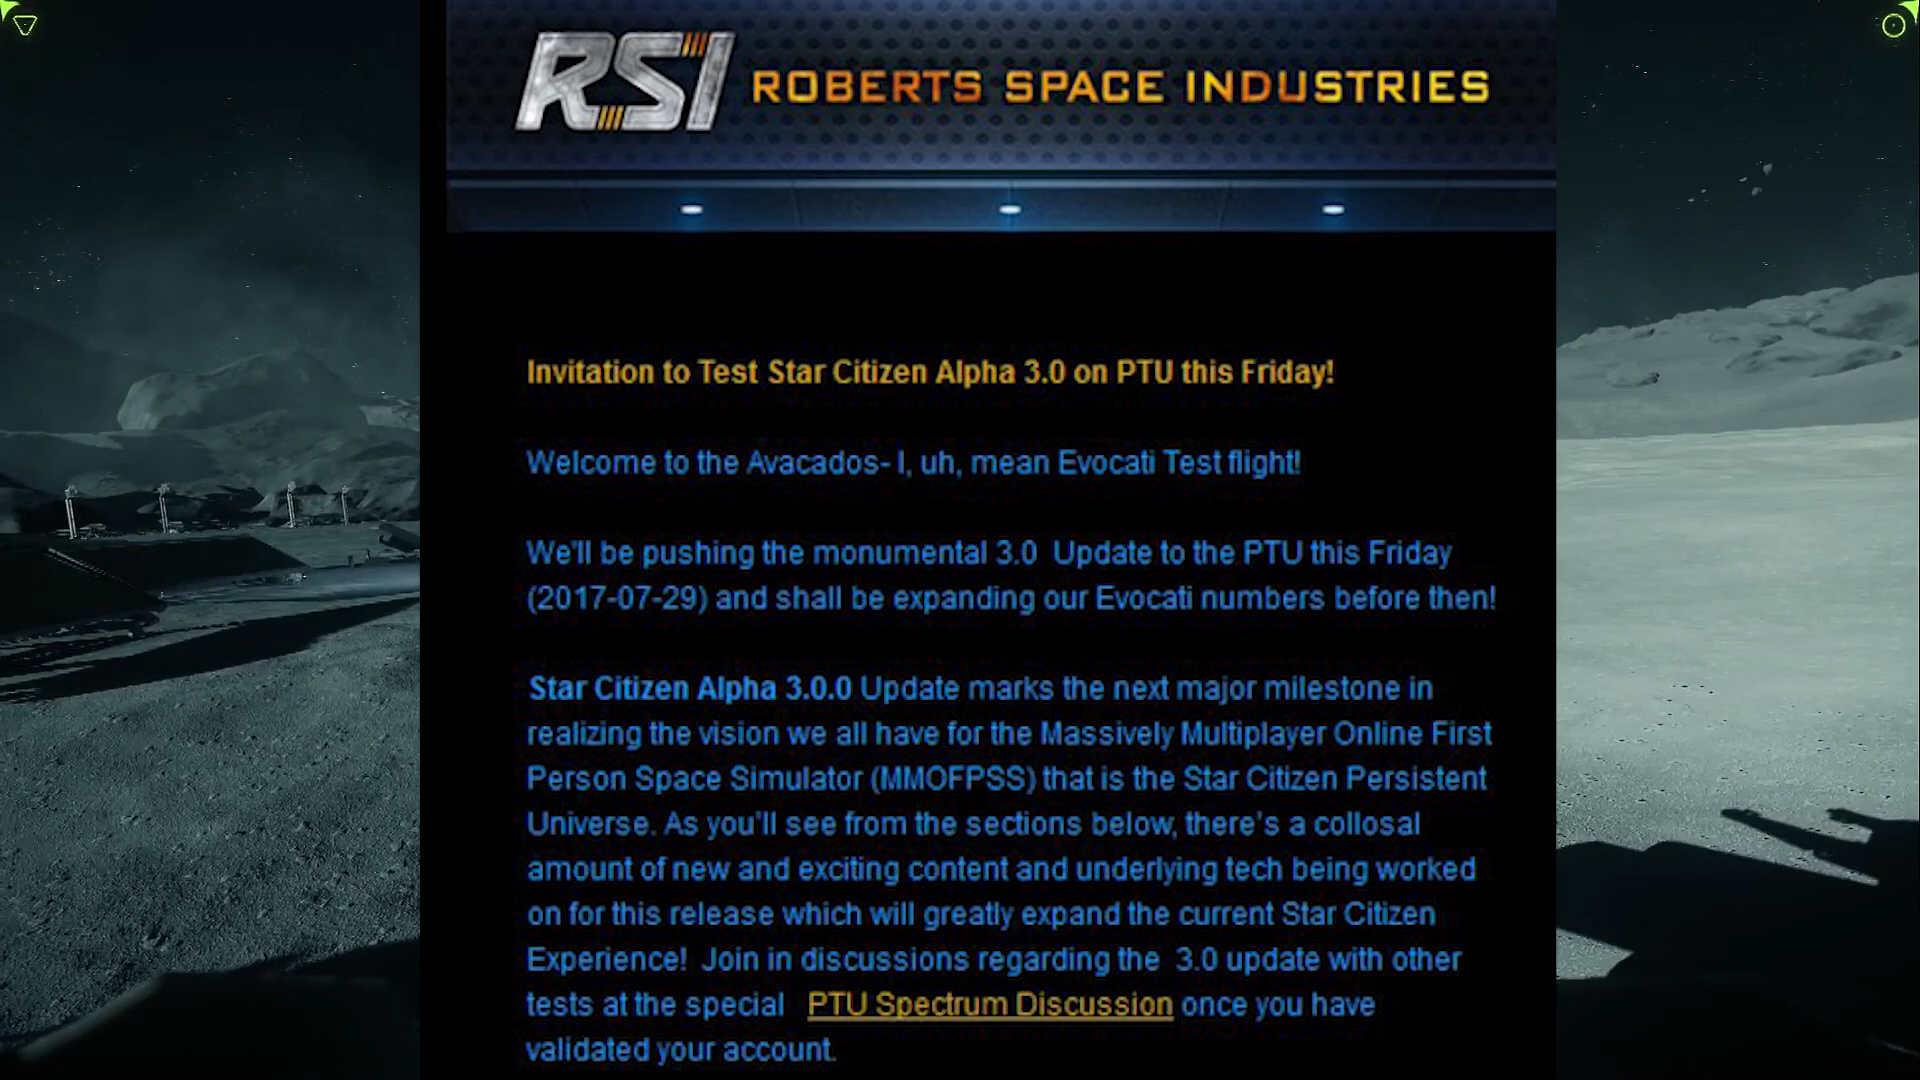 RSI ROBERTS SPACE INDUSTRIES
Invitation to Test Star Citizen Alpha 3.0 on PTU this Friday!
Welcome to the Avacados- I, uh, mean Evocati Test flight!
We'll be pushing the monumental 3.0 Update to the PTU this Friday
(2017-07-29) and shall be expanding our Evocati numbers before then!
Star Citizen Alpha 3.0.0 Update marks the next major milestone in
realizing the vision we all have for the Massively Multiplayer Online First
Person Space Simulator (MMOFPSS) that is the Star Citizen Persistent
Universe. As you'll see from the sections below, there's a collosal
amount of new and exciting content and underlying tech being worked
on for this release which will greatly expand the current Star Citizen
Experience! Join in discussions regarding the 3.0 update with other
tests at the special PTU Spectrum Discussion once you have
validated your account.